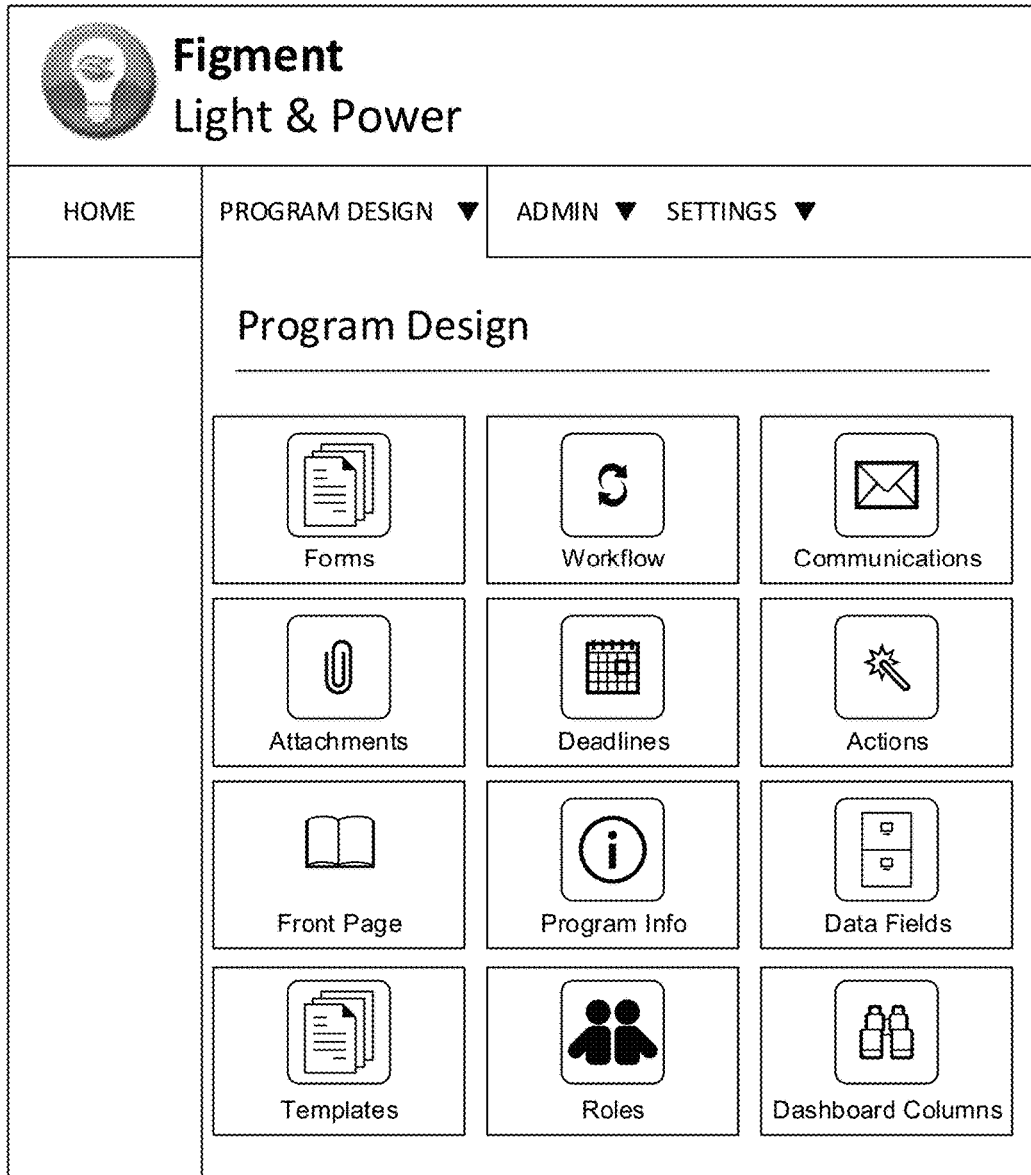 Figment
Light & Power
HOME PROGRAM DESIGN ▼ ADMIN ▼ SETTINGS ▼
Program Design
Forms Workflow Communications
Attachments Deadlines Actions
Front Page Program Info Data Fields
Templates Roles Dashboard Columns